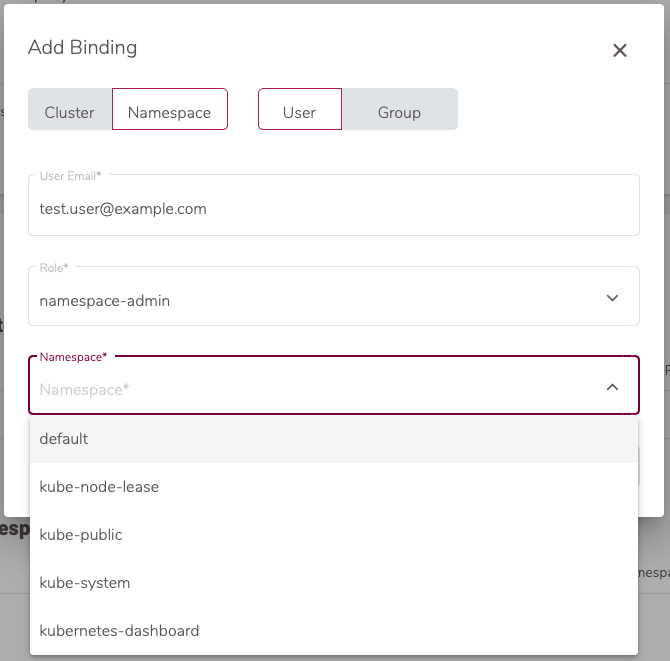 Add Binding
Cluster Namespace User Group
User Email*
test.user@example.com
Role*
namespace-admin
Namespace*
Namespace*
default
kube-node-lease
kube-public
kube-system
kubernetes-dashboard